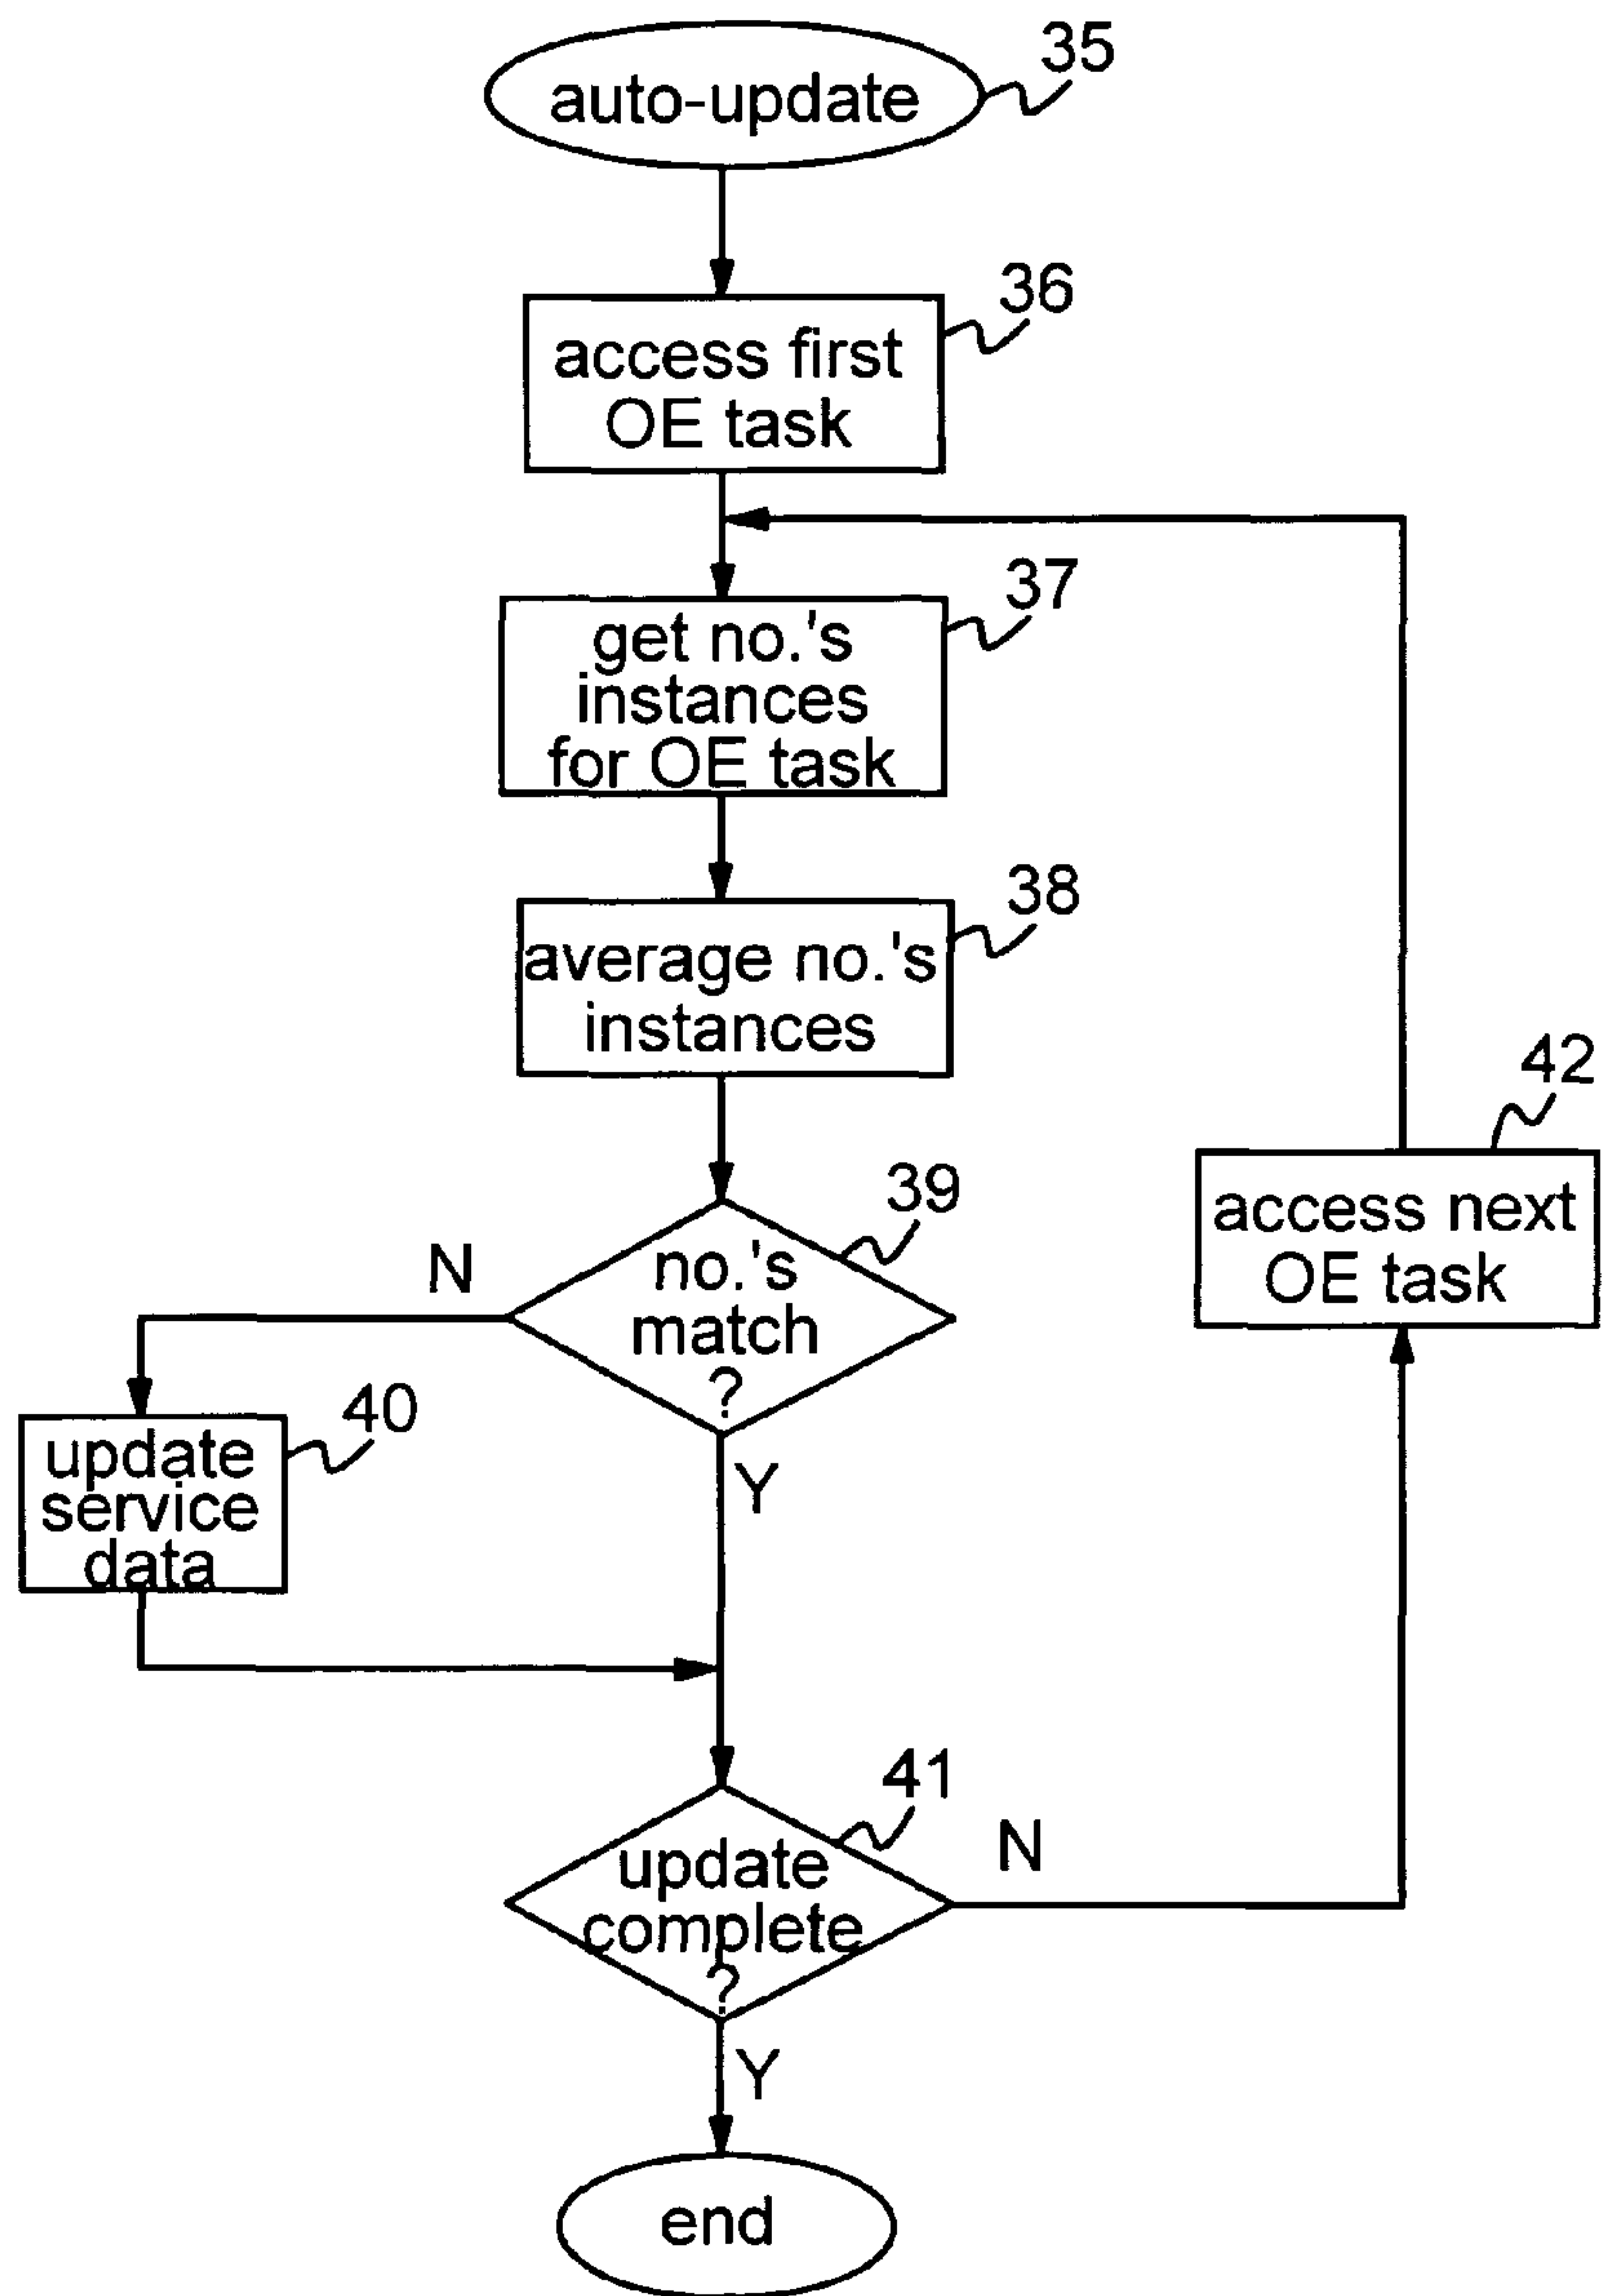 35
auto-update
36
access first
OE task
37
get no.'s
instances
for OE task
38
average no.'s
instances
42
access next
OE task
39
N
no.'s
match
?
Y
40
update
service
data
41
N
update
complete
?
Y
end